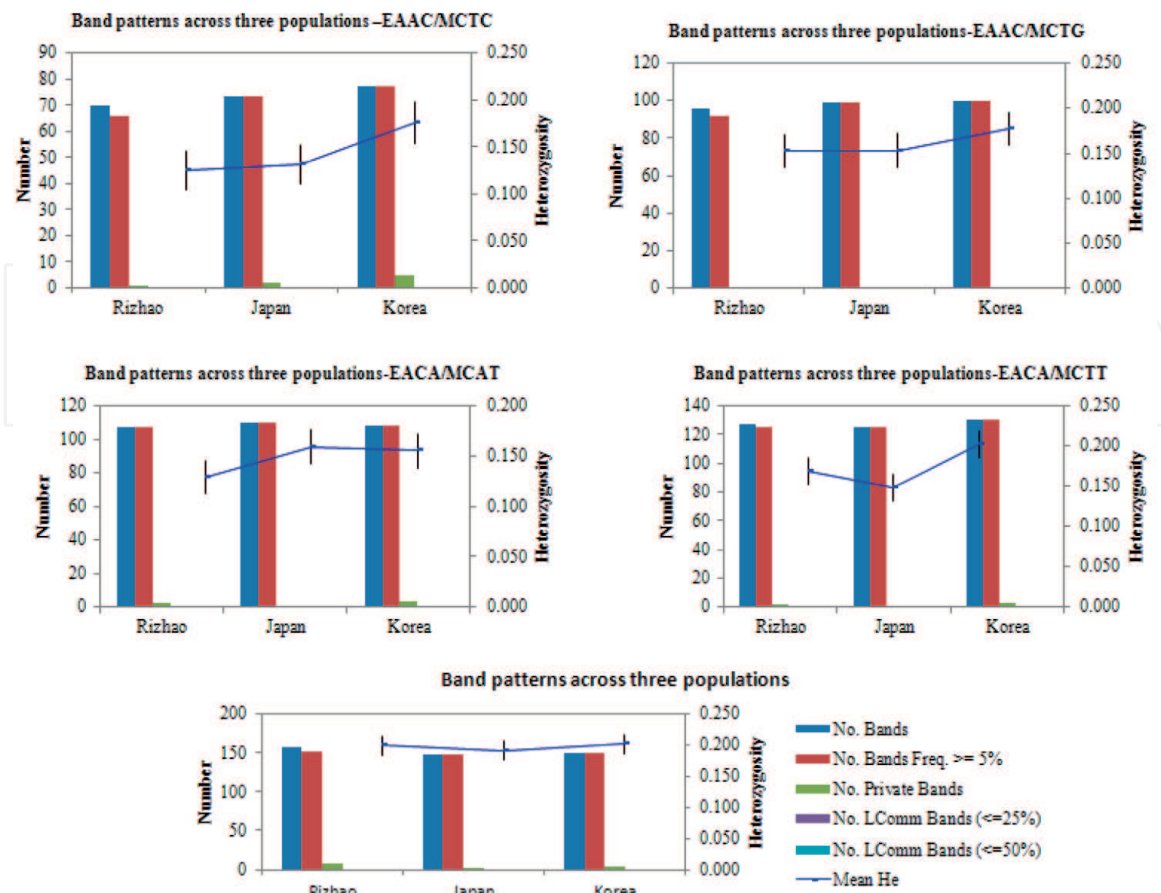 Band patterns across three populations –EAAC/MCTC
90
80
70
60
50
40
30
20
10
0
Number
0.250
0.200
0.150
0.100
0.050
0.000
Heterozygosity
Rizhao Japan Korea
Band patterns across three populations-EAAC/MCTG
120
100
80
60
40
20
0
Number
0.250
0.200
0.150
0.100
0.050
0.000
Heterozygosity
Rizhao Japan Korea
Band patterns across three populations-EACA/MCAT
120
100
80
60
40
20
0
Number
0.200
0.150
0.100
0.050
0.000
Heterozygosity
Rizhao Japan Korea
Band patterns across three populations-EACA/MCTT
140
120
100
80
60
40
20
0
Number
0.250
0.200
0.150
0.100
0.050
0.000
Heterozygosity
Rizhao Japan Korea
Band patterns across three populations
200
150
100
50
0
Number
0.250
0.200
0.150
0.100
0.050
0.000
Heterozygosity
Rizhao Japan Korea
No. Bands
No. Bands Freq. >= 5%
No. Private Bands
No. LComm Bands (<=25%)
No. LComm Bands (<=50%)
Mean He